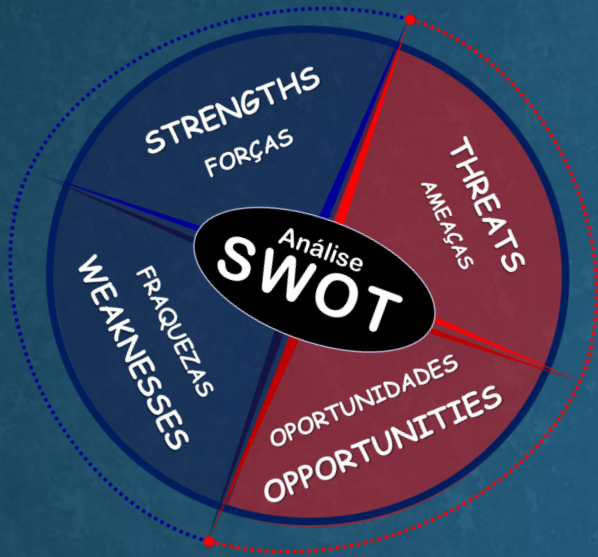 STRENGTHS
FORÇAS
THREATS
AMEAÇAS
Análise
SWOT
FRAQUEZAS
WEAKNESSES
OPORTUNIDADES
OPPORTUNITIES